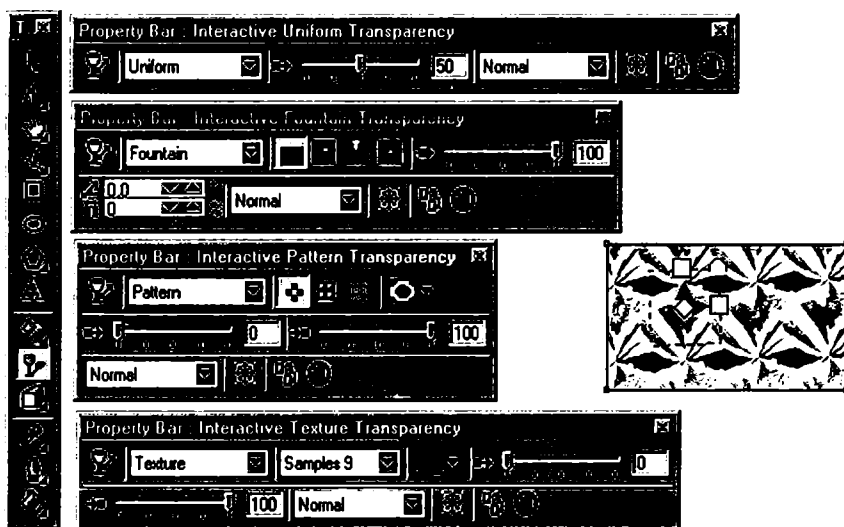 T
Property Bar : Interactive Uniform Transparency
Uniform 50 Normal
Property Bar : Interactive Fountain Transparency
Fountain 100
0.0
0
Normal
Property Bar : Interactive Pattern Transparency
Pattern
0 100
Normal
Property Bar : Interactive Texture Transparency
Texture Samples 9 0
100 Normal